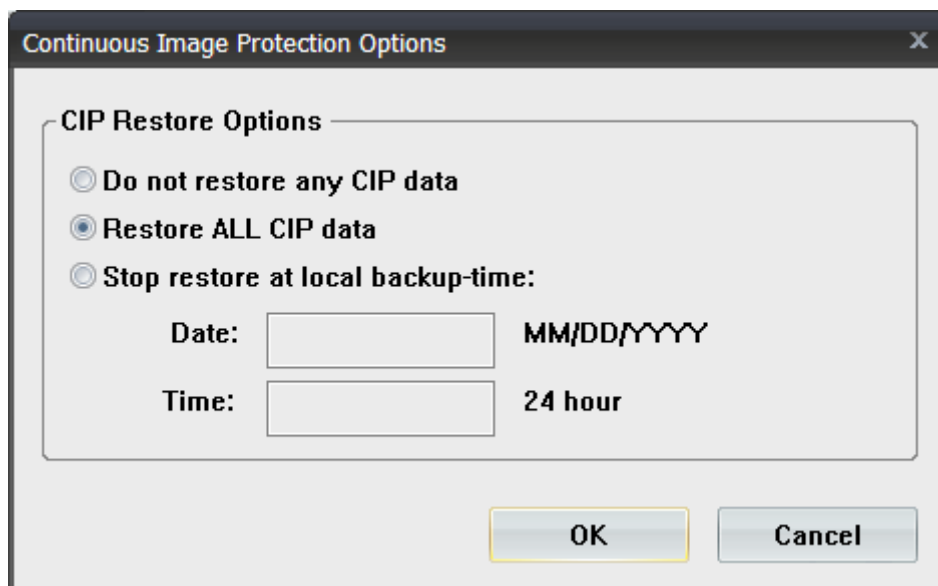 Continuous Image Protection Options
CIP Restore Options
Do not restore any CIP data
Restore ALL CIP data
Stop restore at local backup-time:
Date: MM/DD/YYYY
Time: 24 hour
OK Cancel